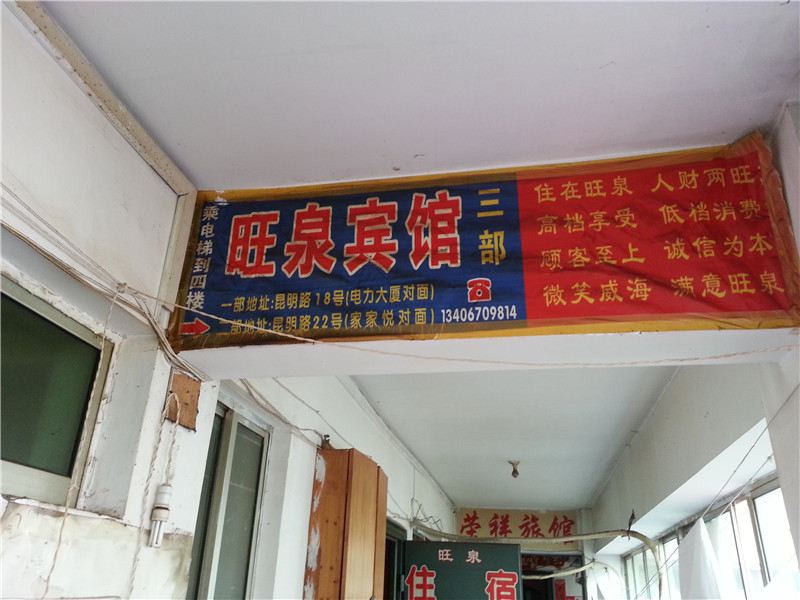 乘电梯到四楼
旺泉宾馆
三部
一部地址:昆明路18号(电力大厦对面)
二部地址:昆明路22号(家家悦对面)
13406709814
住在旺泉 人财两旺
高档享受 低档消费
顾客至上 诚信为本
微笑威海 满意旺泉
荣祥旅馆
旺泉
住宿